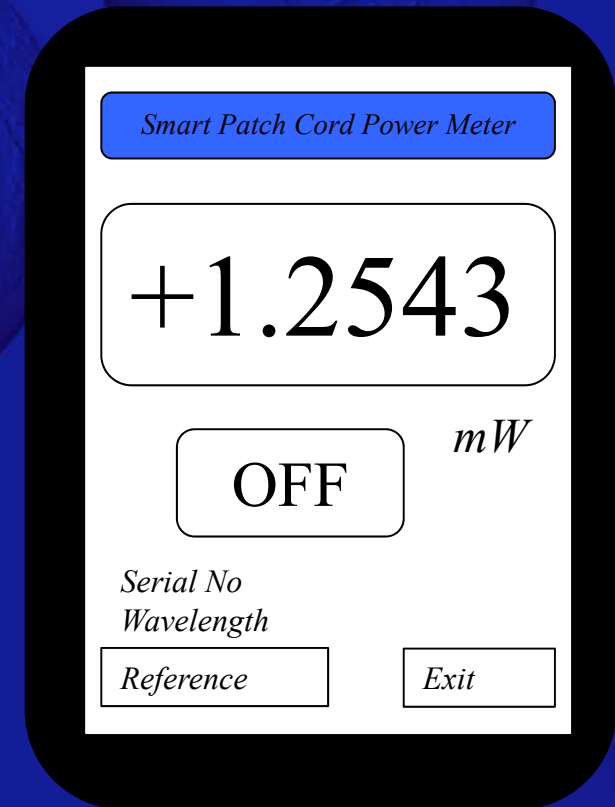 Smart Patch Cord Power Meter
+1.2543
mW
OFF
Serial No
Wavelength
Reference
Exit